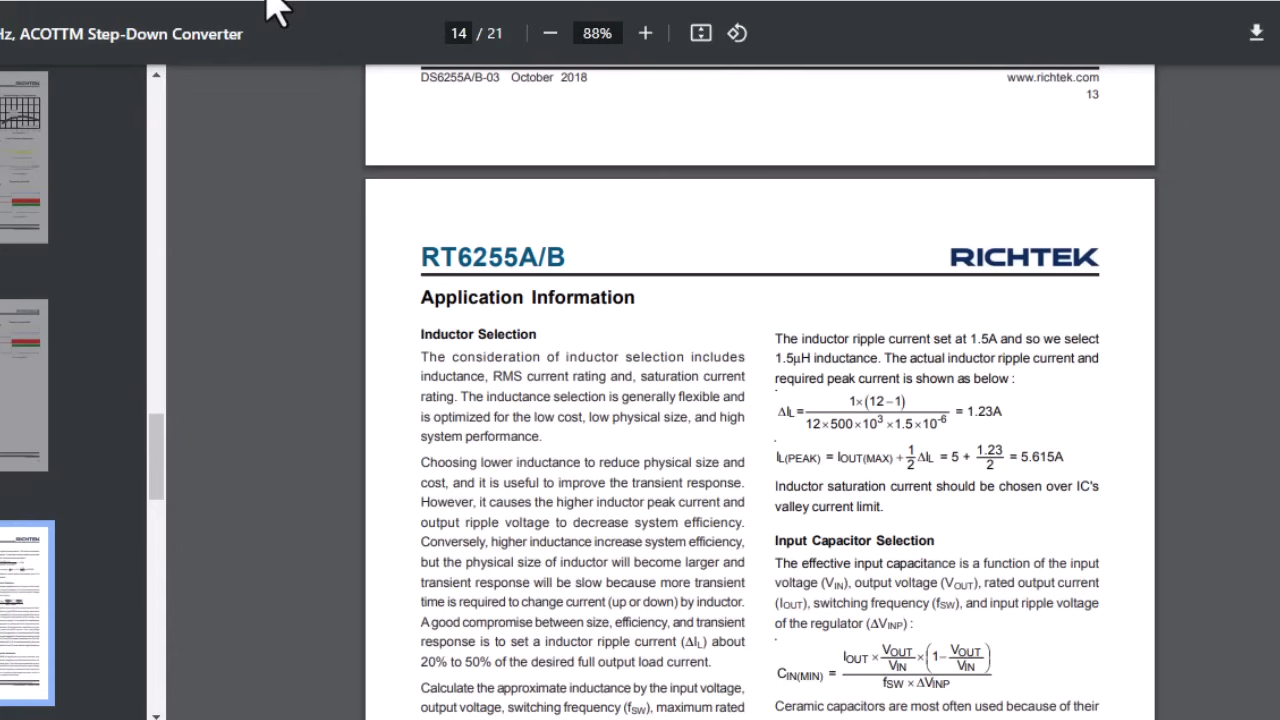 Hz, ACOTTM Step-Down Converter
14 / 21
88%
DS6255A/B-03 October 2018
www.richtek.com
13
RT6255A/B
RICHTEK
Application Information
Inductor Selection
The consideration of inductor selection includes
inductance, RMS current rating and, saturation current
rating. The inductance selection is generally flexible and
is optimized for the low cost, low physical size, and high
system performance.
Choosing lower inductance to reduce physical size and
cost, and it is useful to improve the transient response.
However, it causes the higher inductor peak current and
output ripple voltage to decrease system efficiency.
Conversely, higher inductance increase system efficiency,
but the physical size of inductor will become larger and
transient response will be slow because more transient
time is required to change current (up or down) by inductor.
A good compromise between size, efficiency, and transient
response is to set a inductor ripple current (ΔIL) about
20% to 50% of the desired full output load current.
Calculate the approximate inductance by the input voltage,
output voltage, switching frequency (fSW), maximum rated
The inductor ripple current set at 1.5A and so we select
1.5μH inductance. The actual inductor ripple current and
required peak current is shown as below :
ΔIL = 1×(12−1) / 12×500×10³×1.5×10⁻⁶ = 1.23A
IL(PEAK) = IOUT(MAX) + 1/2 ΔIL = 5 + 1.23/2 = 5.615A
Inductor saturation current should be chosen over IC's
valley current limit.
Input Capacitor Selection
The effective input capacitance is a function of the input
voltage (VIN), output voltage (VOUT), rated output current
(IOUT), switching frequency (fSW), and input ripple voltage
of the regulator (ΔVINP) :
CIN(MIN) = IOUT × VOUT/VIN × (1− VOUT/VIN) / fSW × ΔVINP
Ceramic capacitors are most often used because of their